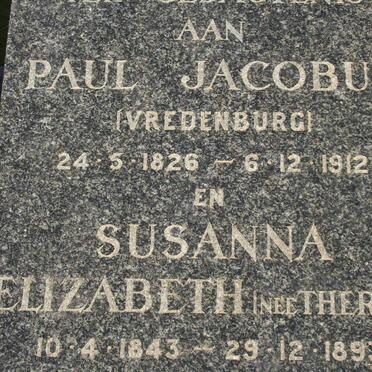 AAN
PAUL JACOBU
(VREDENBURG)
24·5·1826 – 6·12·1912
EN
SUSANNA
ELIZABETH (NEE THER
10·4·1843 – 29·12·189